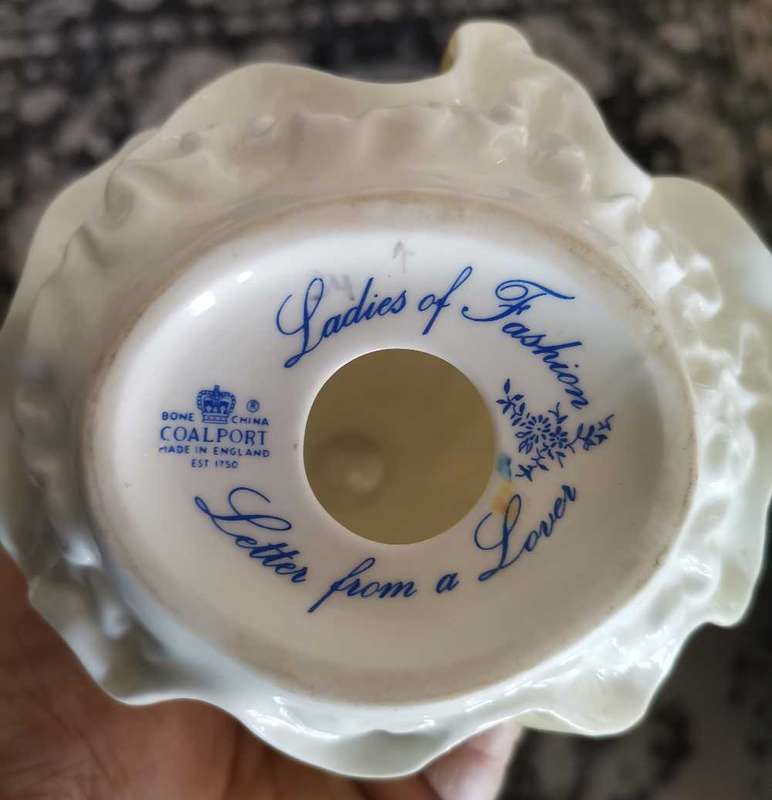 Ladies of Fashion
BONE CHINA ®
COALPORT
MADE IN ENGLAND
EST 1750
Letter from a Lover